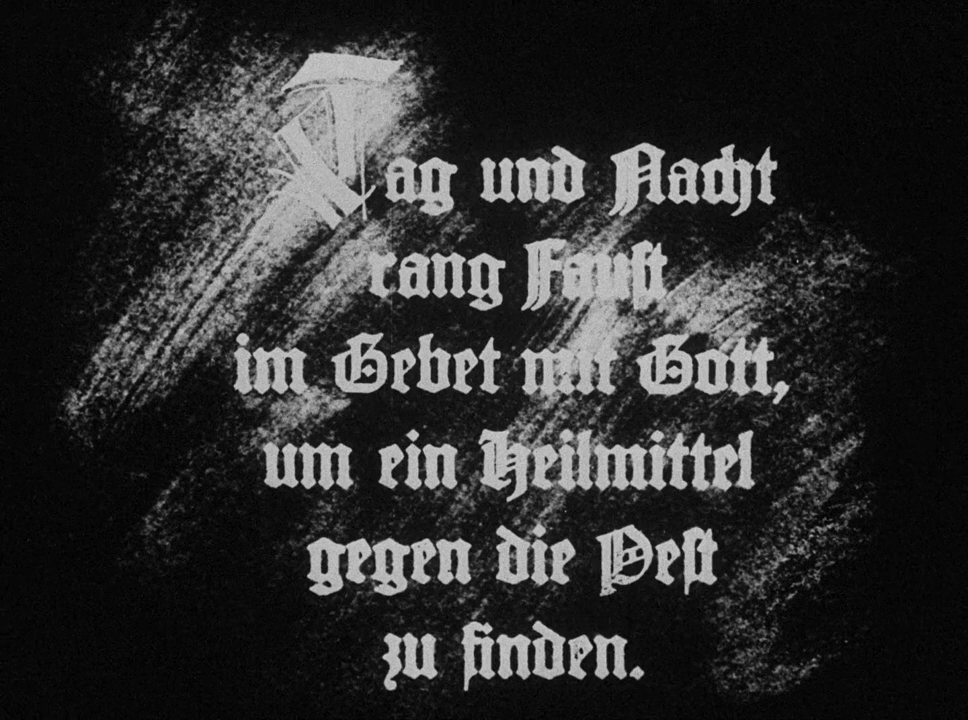 Tag und Nacht
rang Faust
im Gebet mit Gott,
um ein Heilmittel
gegen die Pest
zu finden.